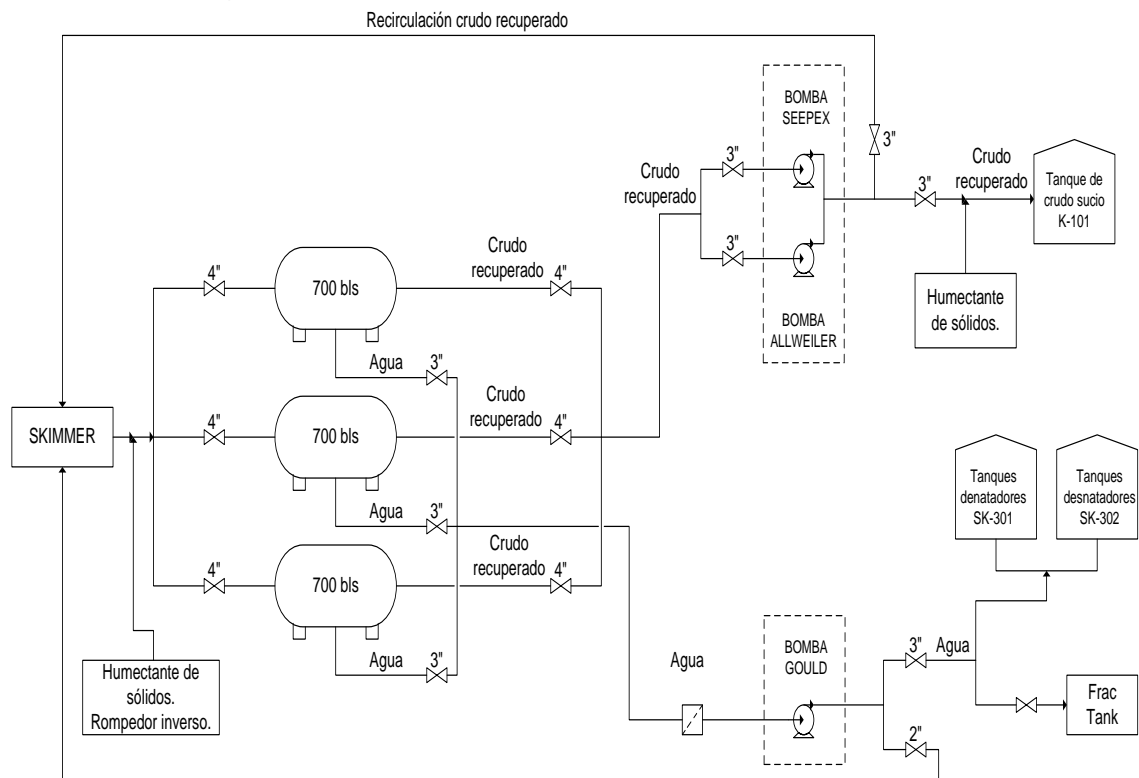 Recirculación crudo recuperado
BOMBA
SEEPEX
3"
Crudo
recuperado
3"
3"
Crudo
recuperado
Tanque de
crudo sucio
K-101
3"
Humectante
de sólidos.
BOMBA
ALLWEILER
4"
700 bls
Crudo
recuperado
4"
Agua
3"
SKIMMER
4"
700 bls
Crudo
recuperado
4"
Agua
3"
4"
700 bls
Crudo
recuperado
4"
Agua
3"
Humectante de
sólidos.
Rompedor inverso.
Agua
BOMBA
GOULD
3"
Agua
2"
Tanques
denatadores
SK-301
Tanques
desnatadores
SK-302
Frac
Tank